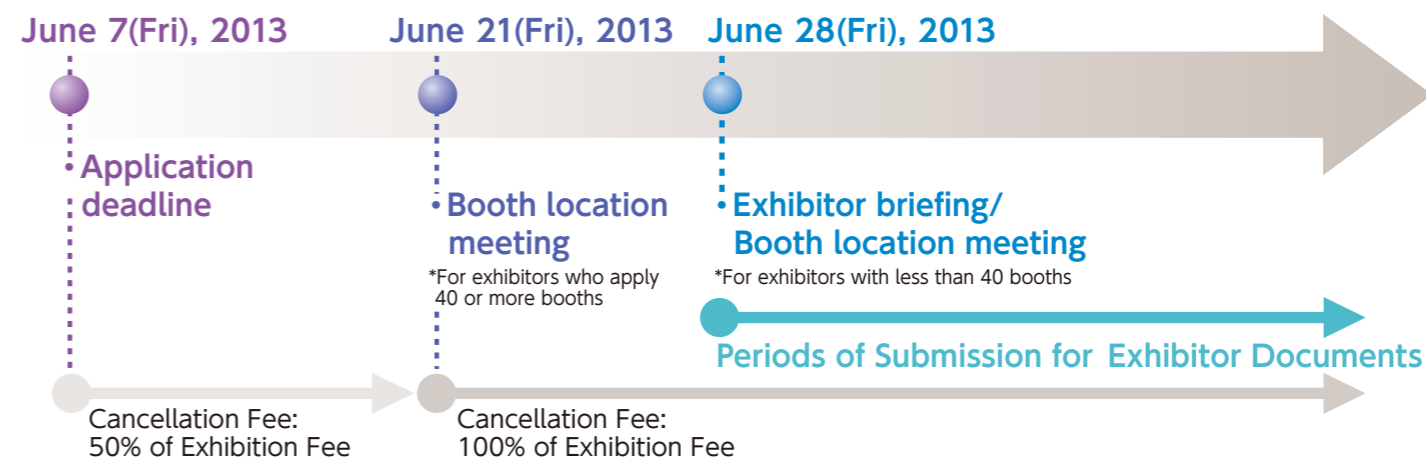 June 7(Fri), 2013
June 21(Fri), 2013
June 28(Fri), 2013
・Application
deadline
・Booth location
meeting
*For exhibitors who apply
40 or more booths
・Exhibitor briefing/
Booth location meeting
*For exhibitors with less than 40 booths
Periods of Submission for Exhibitor Documents
Cancellation Fee:
50% of Exhibition Fee
Cancellation Fee:
100% of Exhibition Fee